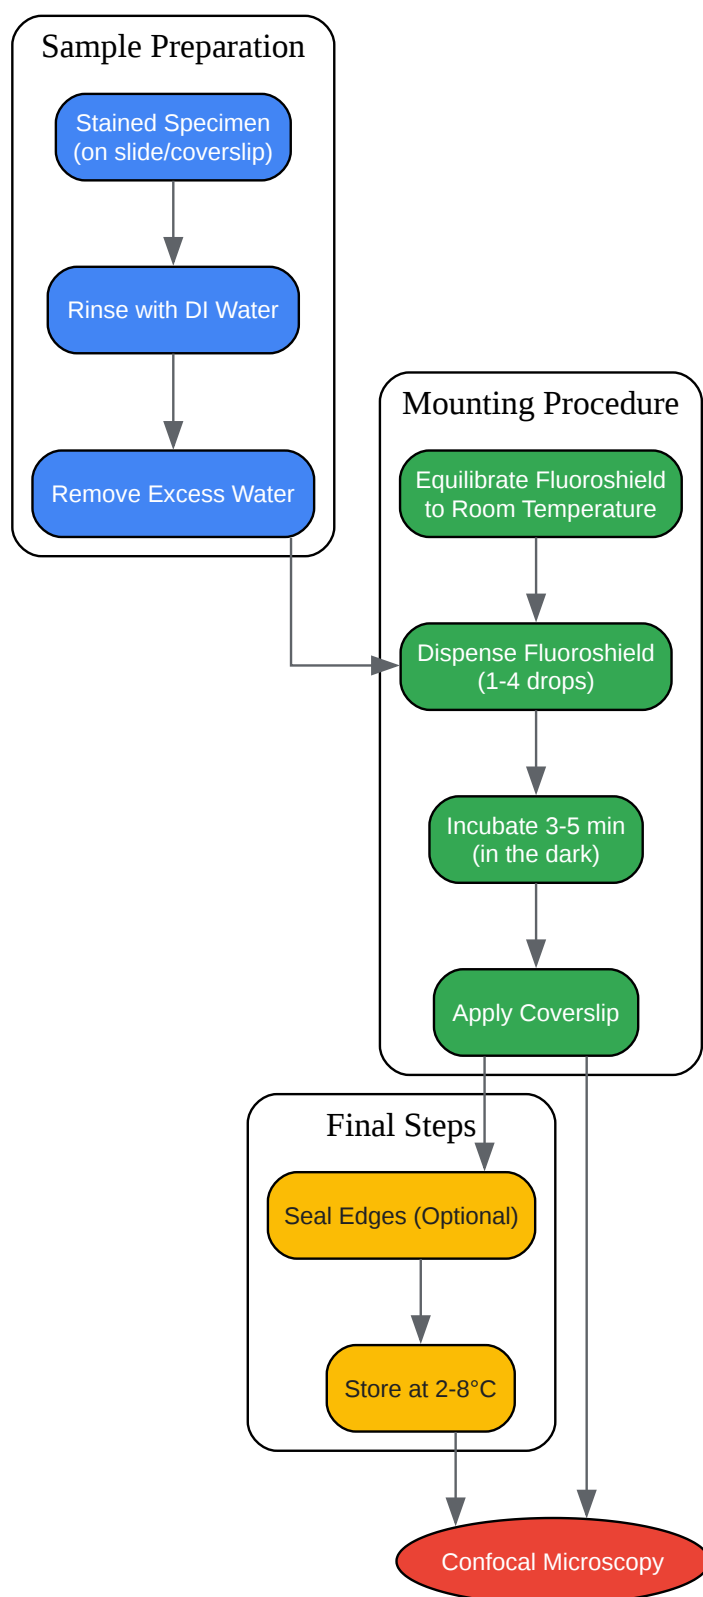 Sample Preparation
Stained Specimen
(on slide/coverslip)
Rinse with DI Water
Remove Excess Water
Mounting Procedure
Equilibrate Fluoroshield
to Room Temperature
Dispense Fluoroshield
(1-4 drops)
Incubate 3-5 min
(in the dark)
Apply Coverslip
Final Steps
Seal Edges (Optional)
Store at 2-8°C
Confocal Microscopy